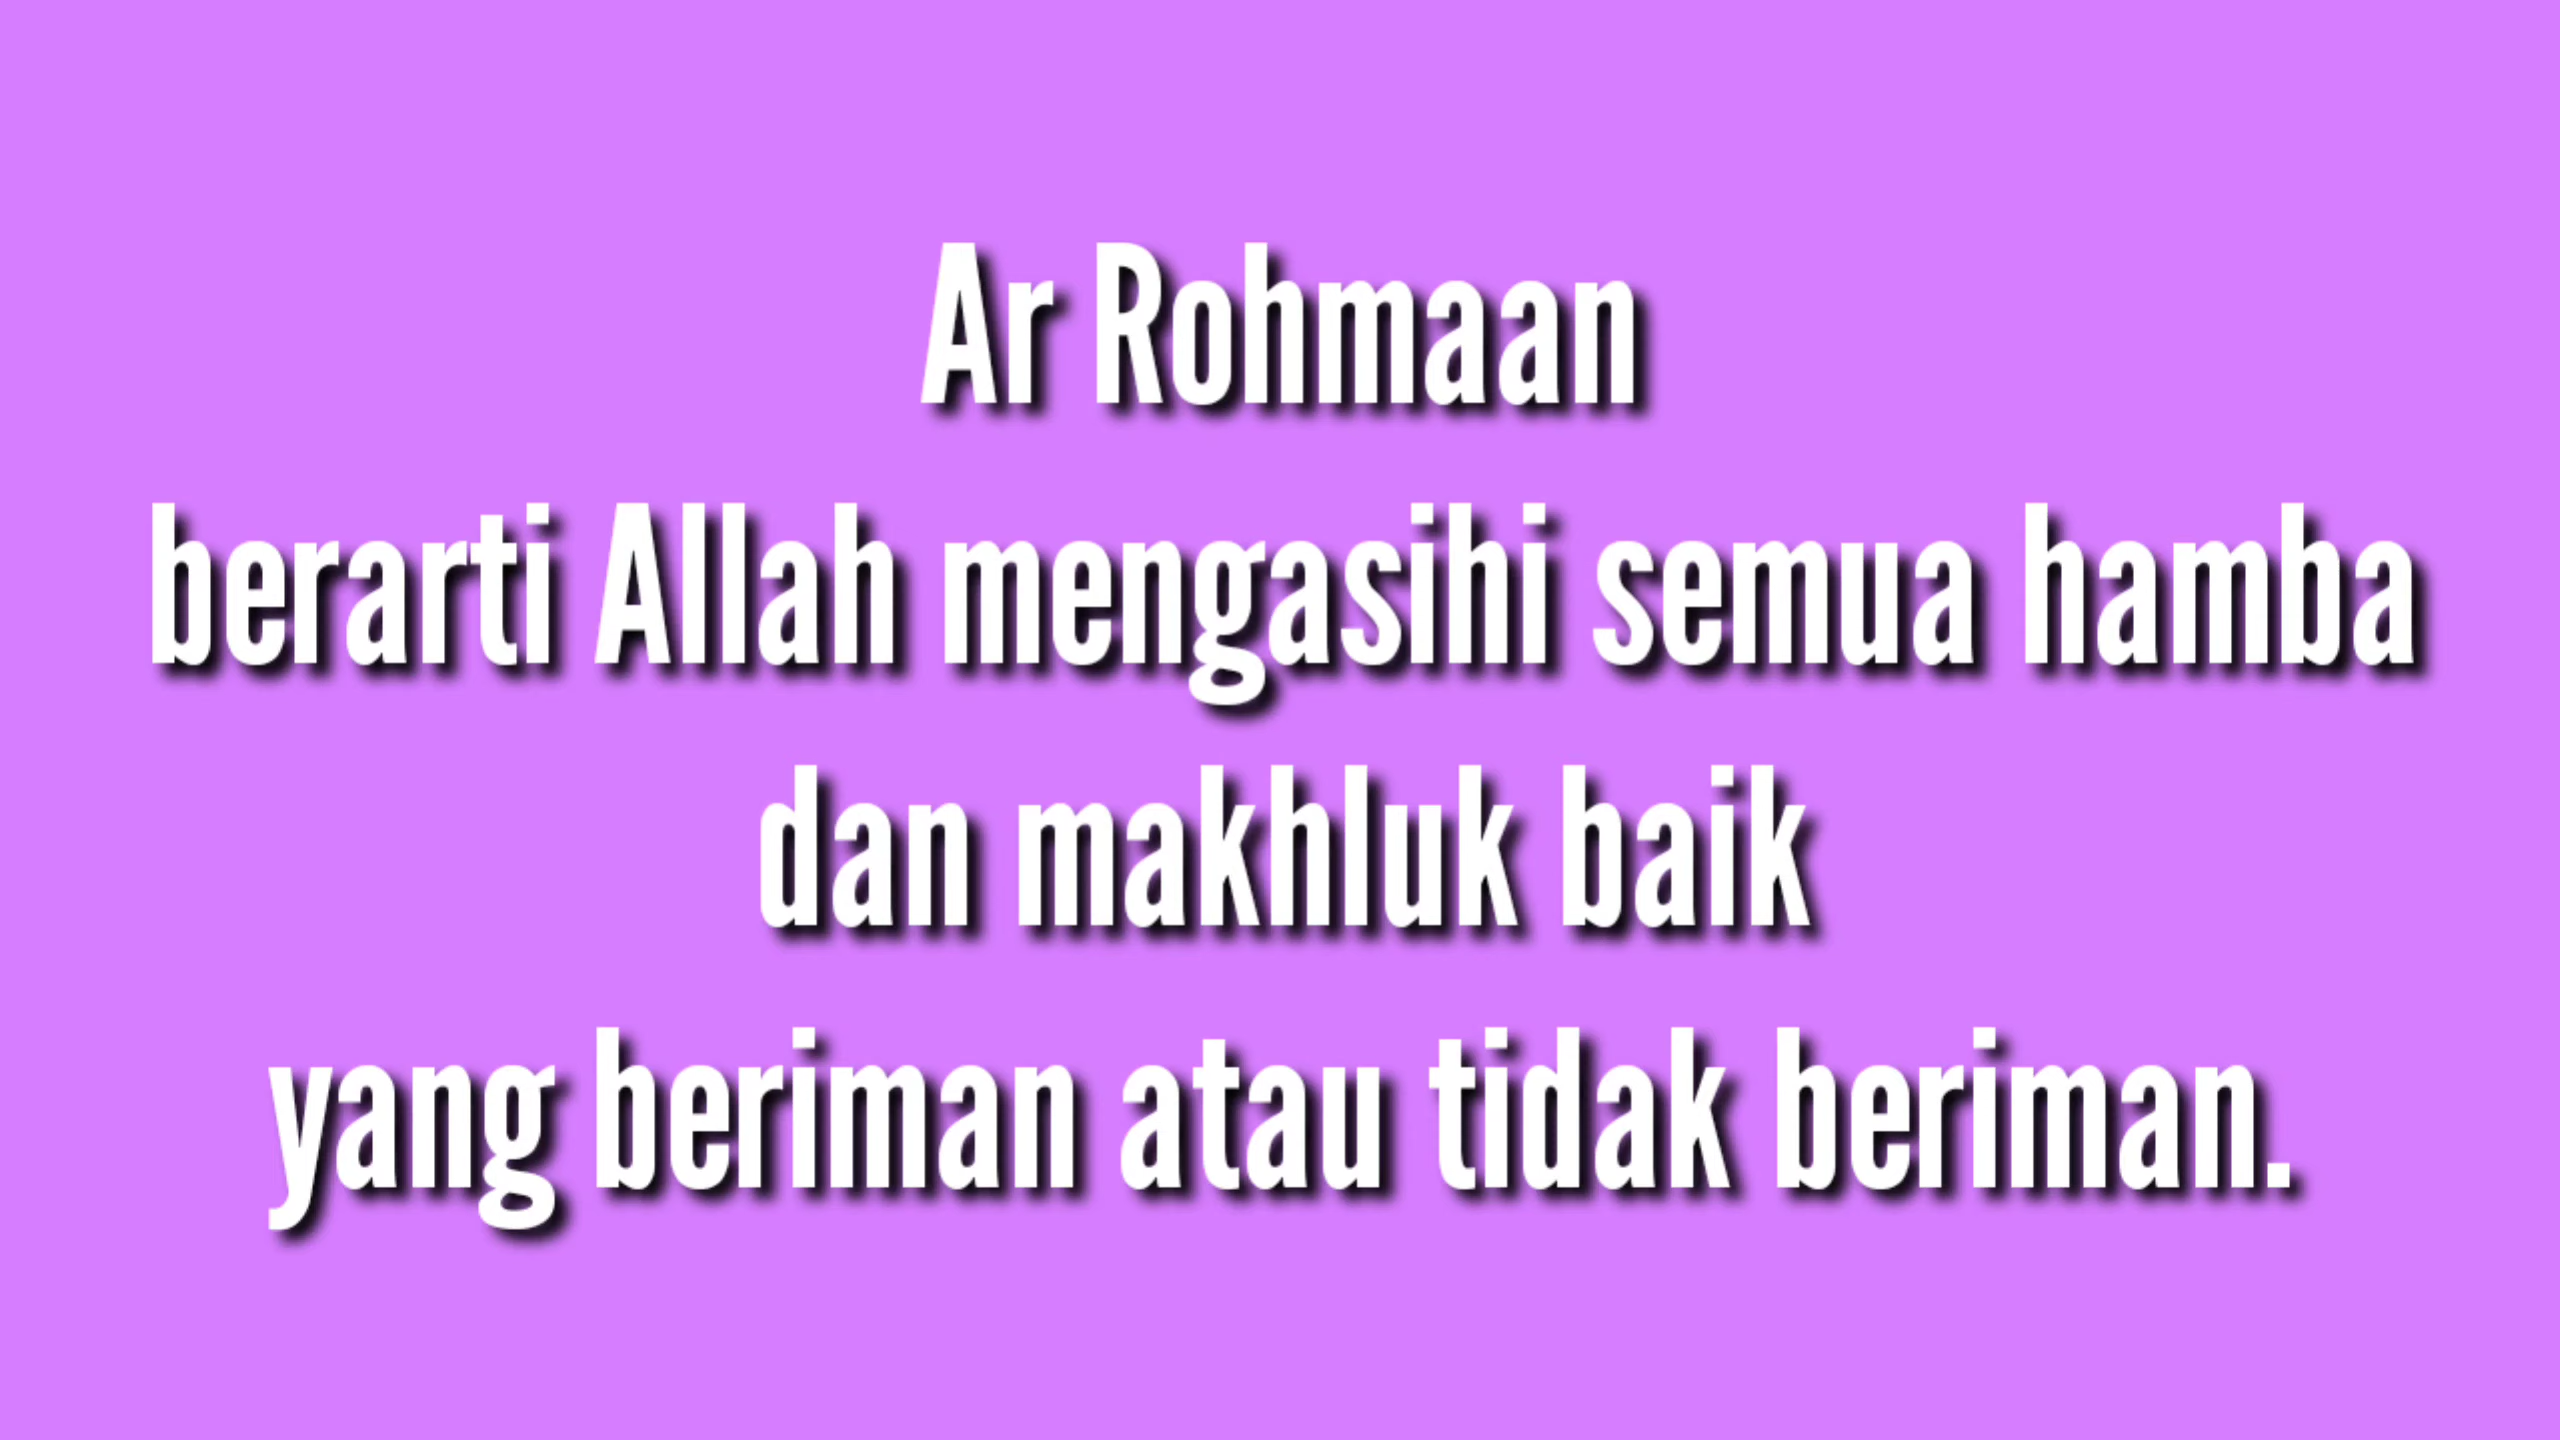 Ar Rohmaan
berarti Allah mengasihi semua hamba
dan makhluk baik
yang beriman atau tidak beriman.